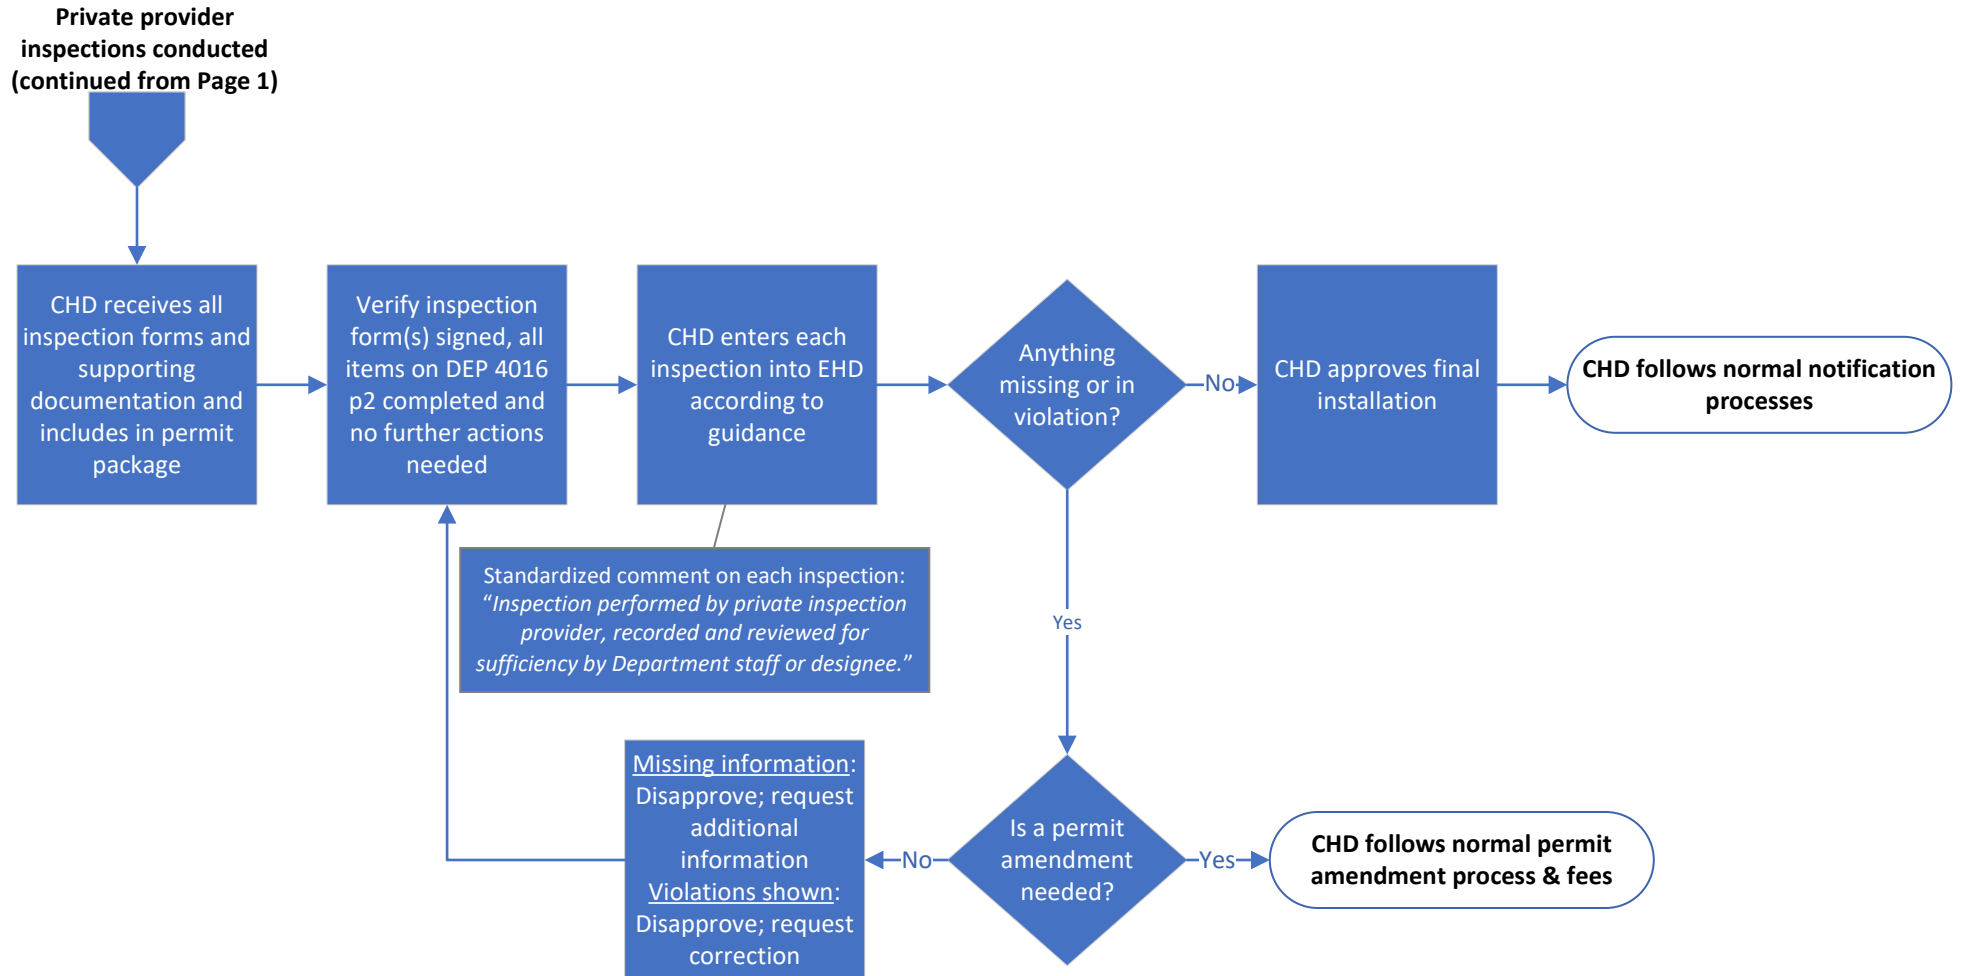 Private provider
inspections conducted
(continued from Page 1)
CHD receives all
inspection forms and
supporting
documentation and
includes in permit
package
Verify inspection
form(s) signed, all
items on DEP 4016
p2 completed and
no further actions
needed
CHD enters each
inspection into EHD
according to
guidance
Anything
missing or in
violation?
No
CHD approves final
installation
CHD follows normal notification
processes
Standardized comment on each inspection:
“Inspection performed by private inspection
provider, recorded and reviewed for
sufficiency by Department staff or designee.”
Yes
Missing information:
Disapprove; request
additional
information
Violations shown:
Disapprove; request
correction
No
Is a permit
amendment
needed?
Yes
CHD follows normal permit
amendment process & fees